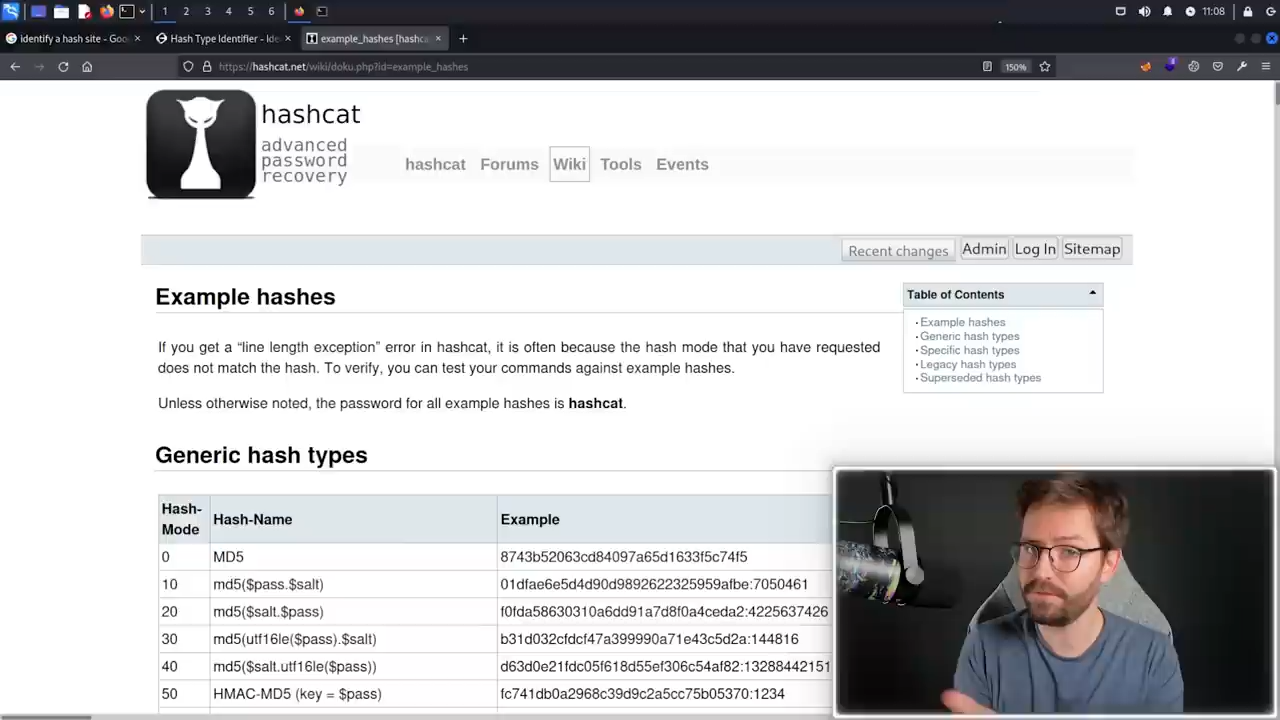 1 2 3 4 5 6
11:08
identify a hash site - Goo
Hash Type Identifier - Ide
example_hashes [hashca
https://hashcat.net/wiki/doku.php?id=example_hashes
150%
hashcat
advanced
password
recovery
hashcat Forums Wiki Tools Events
Recent changes Admin Log In Sitemap
Example hashes
Table of Contents
Example hashes
Generic hash types
Specific hash types
Legacy hash types
Superseded hash types
If you get a “line length exception” error in hashcat, it is often because the hash mode that you have requested
does not match the hash. To verify, you can test your commands against example hashes.
Unless otherwise noted, the password for all example hashes is hashcat.
Generic hash types
Hash-
Mode
Hash-Name
Example
0 MD5 8743b52063cd84097a65d1633f5c74f5
10 md5($pass.$salt) 01dfae6e5d4d90d9892622325959afbe:7050461
20 md5($salt.$pass) f0fda58630310a6dd91a7d8f0a4ceda2:4225637426
30 md5(utf16le($pass).$salt) b31d032cfdcf47a399990a71e43c5d2a:144816
40 md5($salt.utf16le($pass)) d63d0e21fdc05f618d55ef306c54af82:13288442151
50 HMAC-MD5 (key = $pass) fc741db0a2968c39d9c2a5cc75b05370:1234